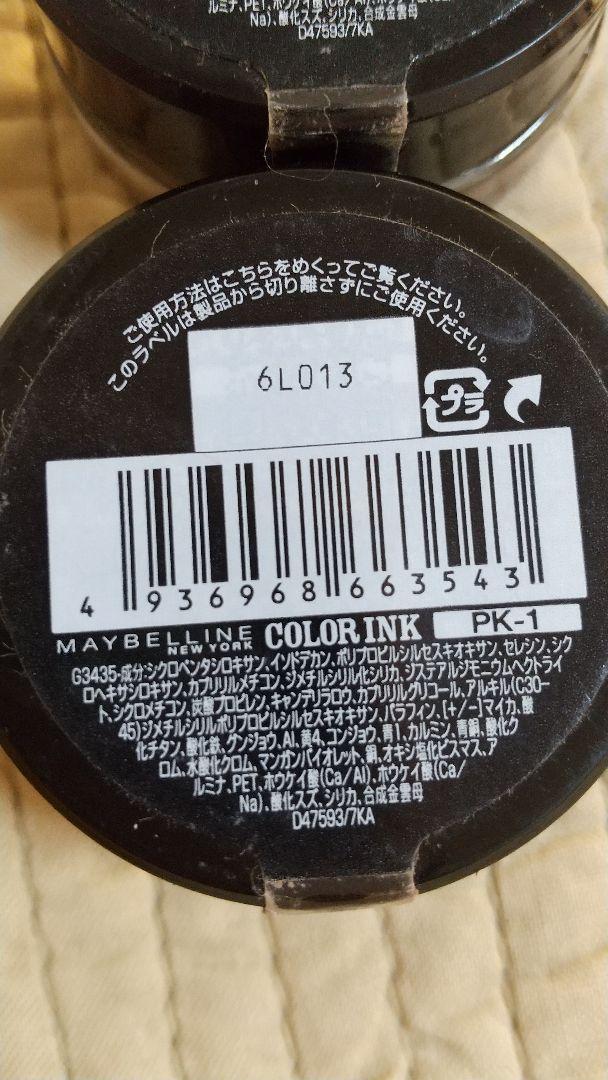 ルミナ、PET、ホウケイ酸(Ca/Al)、ホウケイ酸(Ca/
Na)、酸化スズ、シリカ、合成金雲母
D47593/7KA
ご使用方法はこちらをめくってご覧ください。
このラベルは製品から切り離さずにご使用ください。
6L013
プラ
4 936968 663543
MAYBELLINE
NEW YORK
COLOR INK
PK-1
G3435-成分:シクロペンタシロキサン、イソドデカン、ポリプロピルシルセスキオキサン、セレシン、シク
ロヘキサシロキサン、カプリリルメチコン、ジメチルシリル化シリカ、ジステアルジモニウムヘクトライ
ト、シクロメチコン、炭酸プロピレン、キャンデリラロウ、カプリリルグリコール、アルキル(C30-
45)ジメチルシリルポリプロピルシルセスキオキサン、パラフィン、[+/-]マイカ、酸
化チタン、酸化鉄、グンジョウ、Al、黄4、コンジョウ、青1、カルミン、青銅、酸化ク
ロム、水酸化クロム、マンガンバイオレット、銅、オキシ塩化ビスマス、ア
ルミナ、PET、ホウケイ酸(Ca/Al)、ホウケイ酸(Ca/
Na)、酸化スズ、シリカ、合成金雲母
D47593/7KA